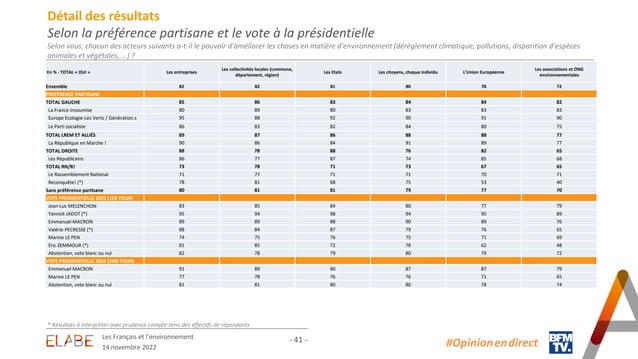 Détail des résultats
Selon la préférence partisane et le vote à la présidentielle
Selon vous, chacun des acteurs suivants a-t-il le pouvoir d'améliorer les choses en matière d'environnement (dérèglement climatique, pollutions, disparition d'espèces
animales et végétales, ...) ?
En % - TOTAL « OUI » Les entreprises Les collectivités locales (commune, département, région) Les Etats Les citoyens, chaque individu L'Union Européenne Les associations et ONG environnementales
Ensemble 82 82 81 80 78 72
PREFERENCE PARTISANE
TOTAL GAUCHE 85 86 83 84 84 82
La France Insoumise 80 89 80 83 83 83
Europe Ecologie-Les Verts / Génération.s 95 88 92 90 91 90
Le Parti socialiste 86 83 82 84 80 75
TOTAL LREM ET ALLIÉS 89 87 86 88 88 77
La République en Marche ! 90 86 84 91 89 77
TOTAL DROITE 88 78 88 76 82 65
Les Républicains 86 77 87 74 85 68
TOTAL RN/R! 73 78 71 73 67 65
Le Rassemblement National 71 77 71 71 70 71
Reconquête! (*) 78 81 68 75 53 40
Sans préférence partisane 80 81 81 79 77 70
VOTE PRESIDENTIELLE 2022 (1ER TOUR)
Jean-Luc MELENCHON 83 85 84 80 77 79
Yannick JADOT (*) 95 94 98 94 95 89
Emmanuel MACRON 89 89 88 90 89 76
Valérie PECRESSE (*) 88 84 87 79 76 65
Marine LE PEN 74 75 76 75 71 69
Éric ZEMMOUR (*) 81 85 72 78 62 48
Abstention, vote blanc ou nul 82 78 79 80 79 72
VOTE PRESIDENTIELLE 2022 (2ND TOUR)
Emmanuel MACRON 91 89 90 87 87 79
Marine LE PEN 77 78 76 76 71 65
Abstention, vote blanc ou nul 81 81 80 80 78 74
* Résultats à interpréter avec prudence compte-tenu des effectifs de répondants
ELABE
Les Français et l'environnement
14 novembre 2022
- 41 -
#Opinionendirect
BFM
TV.